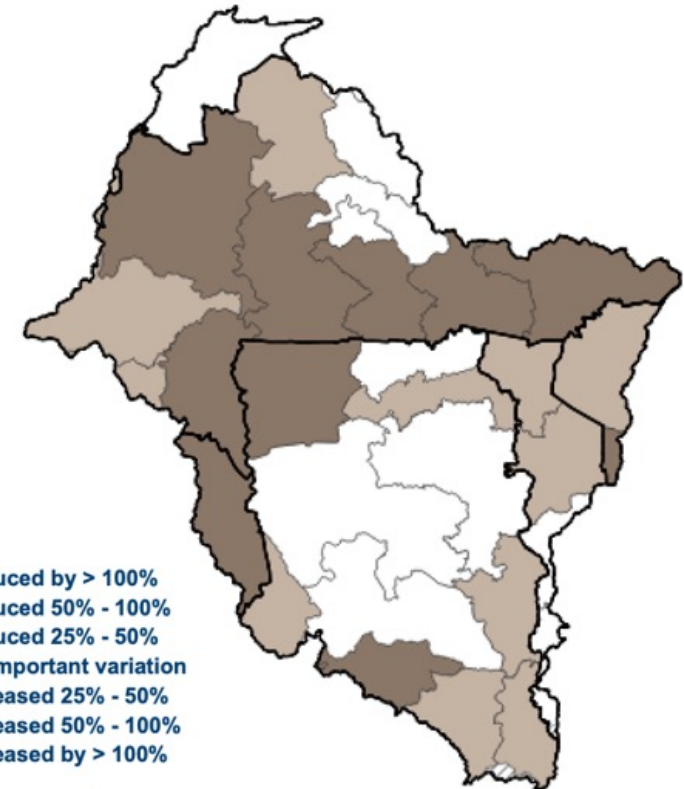 uced by > 100%
uced 50% - 100%
uced 25% - 50%
mportant variation
eased 25% - 50%
eased 50% - 100%
eased by > 100%